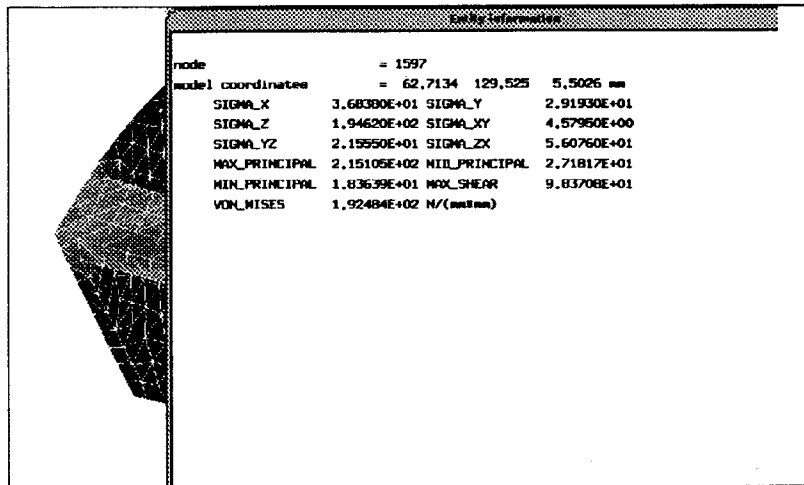 Entity information
node = 1597
model coordinates = 62.7134 129.525 5.5026 mm
SIGMA_X 3.68380E+01 SIGMA_Y 2.91930E+01
SIGMA_Z 1.94620E+02 SIGMA_XY 4.57950E+00
SIGMA_YZ 2.15550E+01 SIGMA_ZX 5.60760E+01
MAX_PRINCIPAL 2.15105E+02 MID_PRINCIPAL 2.71817E+01
MIN_PRINCIPAL 1.83639E+01 MAX_SHEAR 9.83708E+01
VON_MISES 1.92484E+02 N/(mm*mm)